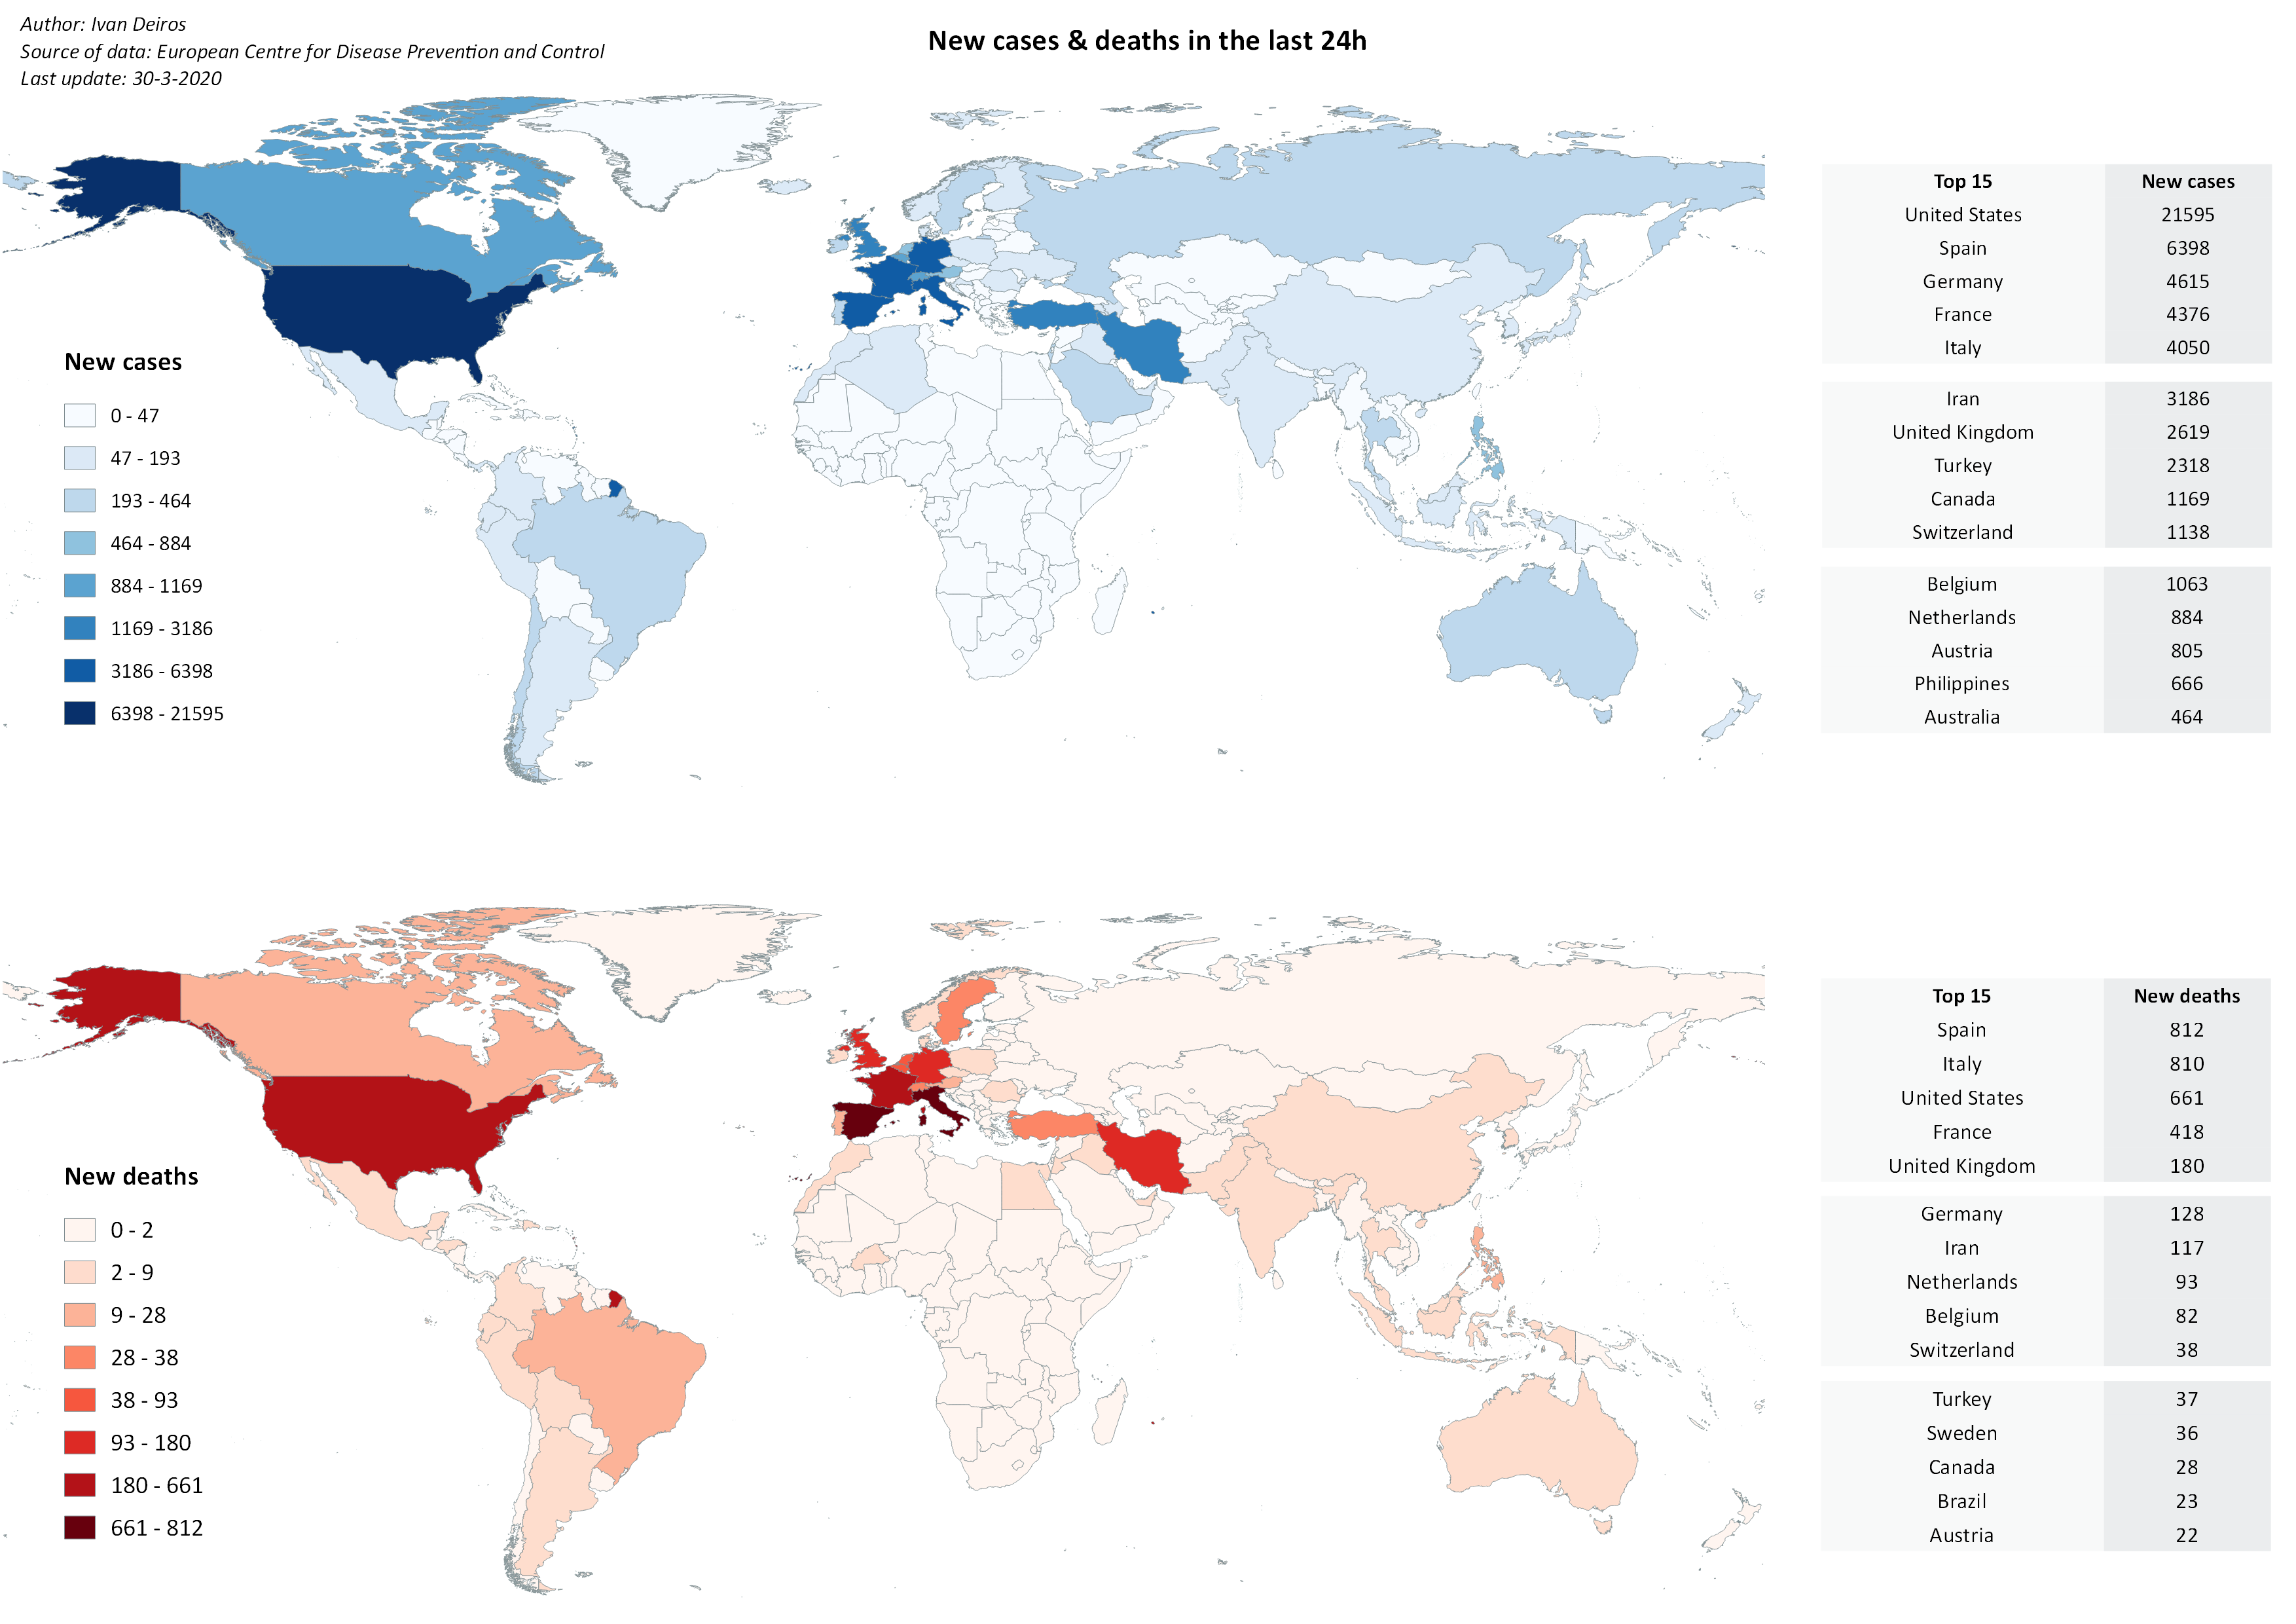 Author: Ivan Deiros
Source of data: European Centre for Disease Prevention and Control
Last update: 30-3-2020
New cases & deaths in the last 24h
New cases
0 - 47
47 - 193
193 - 464
464 - 884
884 - 1169
1169 - 3186
3186 - 6398
6398 - 21595
Top 15 New cases
United States 21595
Spain 6398
Germany 4615
France 4376
Italy 4050
Iran 3186
United Kingdom 2619
Turkey 2318
Canada 1169
Switzerland 1138
Belgium 1063
Netherlands 884
Austria 805
Philippines 666
Australia 464
New deaths
0 - 2
2 - 9
9 - 28
28 - 38
38 - 93
93 - 180
180 - 661
661 - 812
Top 15 New deaths
Spain 812
Italy 810
United States 661
France 418
United Kingdom 180
Germany 128
Iran 117
Netherlands 93
Belgium 82
Switzerland 38
Turkey 37
Sweden 36
Canada 28
Brazil 23
Austria 22